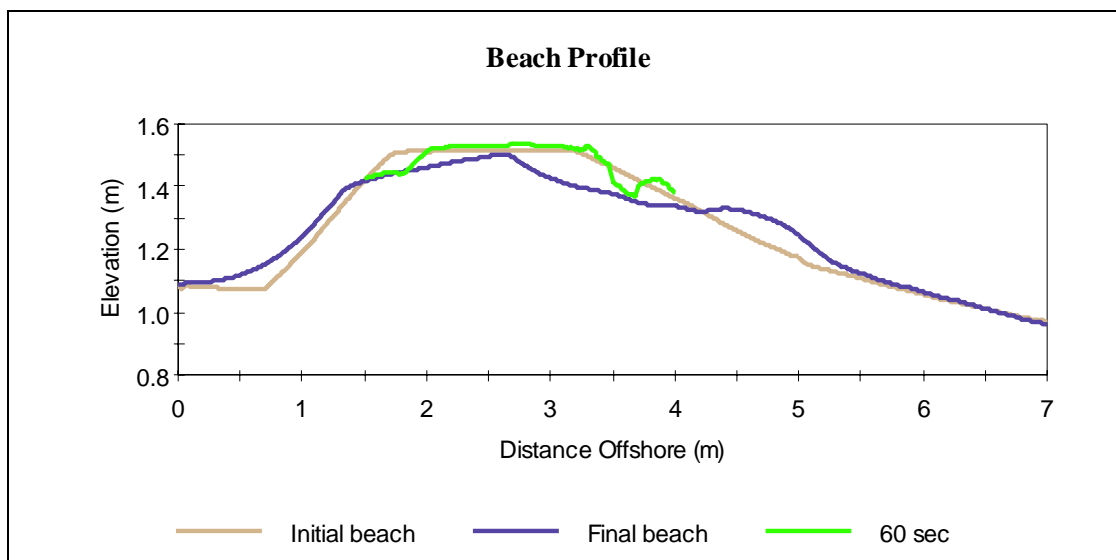 Beach Profile
1.6
1.4
1.2
1.0
0.8
Elevation (m)
0 1 2 3 4 5 6 7
Distance Offshore (m)
Initial beach Final beach 60 sec